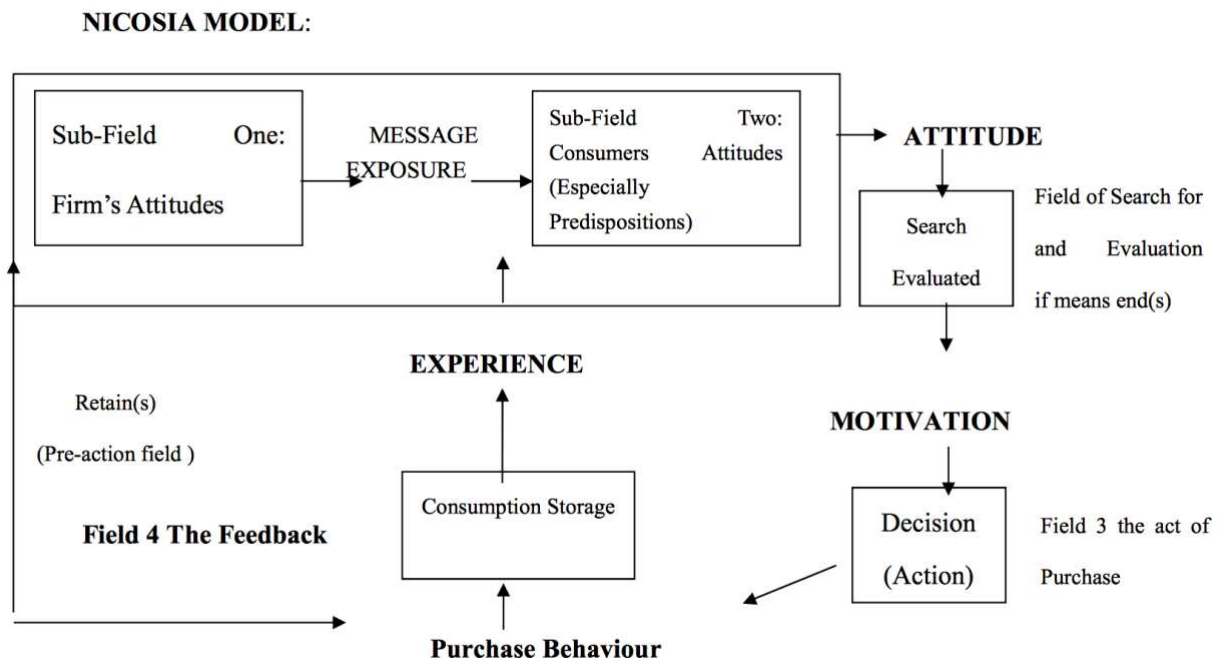 NICOSIA MODEL:
Sub-Field One:
Firm's Attitudes
MESSAGE
EXPOSURE
Sub-Field Two:
Consumers Attitudes
(Especially
Predispositions)
ATTITUDE
Search
Evaluated
Field of Search for
and Evaluation
if means end(s)
EXPERIENCE
Retain(s)
(Pre-action field )
MOTIVATION
Consumption Storage
Decision
(Action)
Field 3 the act of
Purchase
Field 4 The Feedback
Purchase Behaviour